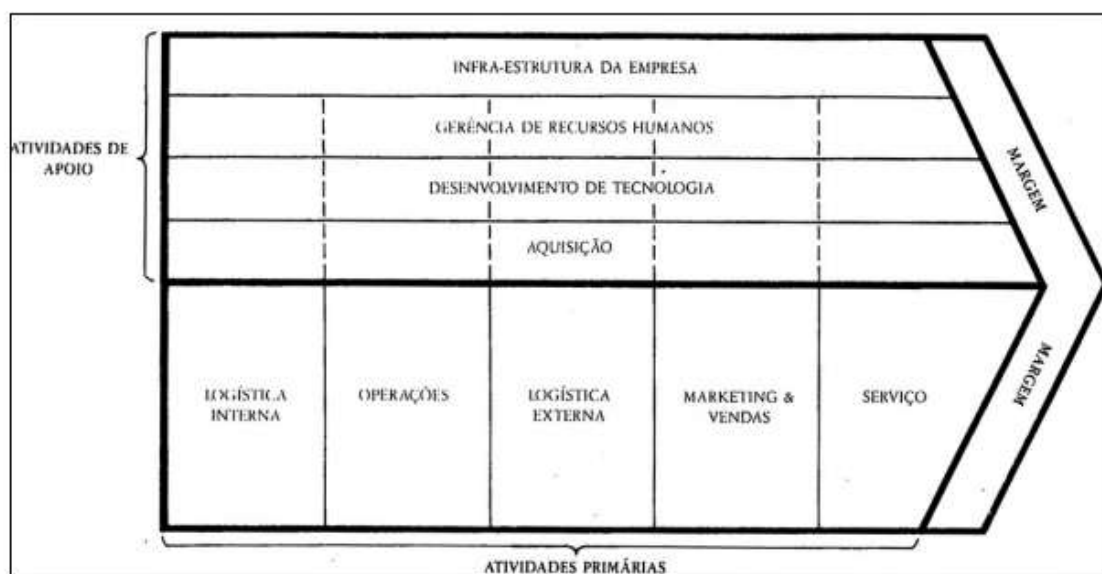 INFRA-ESTRUTURA DA EMPRESA
GERÊNCIA DE RECURSOS HUMANOS
ATIVIDADES DE
APOIO
DESENVOLVIMENTO DE TECNOLOGIA
AQUISIÇÃO
MARGEM
LOGÍSTICA
INTERNA
OPERAÇÕES
LOGÍSTICA
EXTERNA
MARKETING &
VENDAS
SERVIÇO
MARGEM
ATIVIDADES PRIMÁRIAS